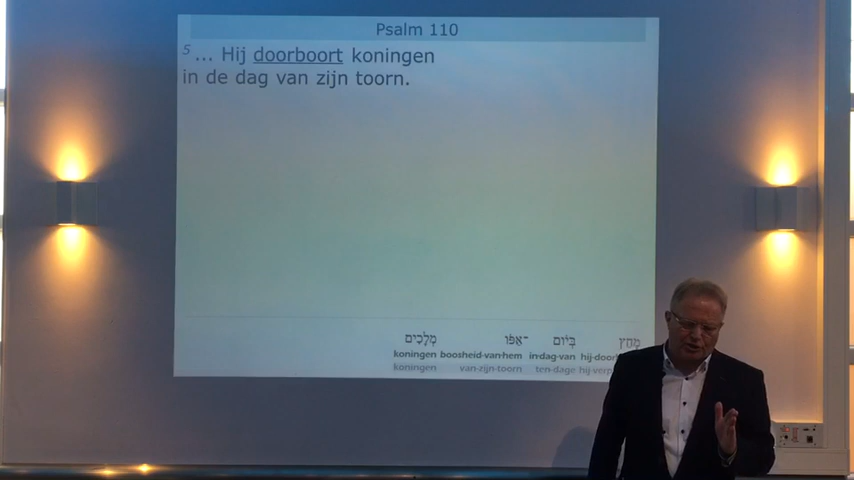 Psalm 110
5 ... Hij doorboort koningen
in de dag van zijn toorn.
מָחַץ בְּיוֹם ־אַפּוֹ מְלָכִים
koningen boosheid-van-hem in-dag-van
koningen van-zijn-toorn ten-dage